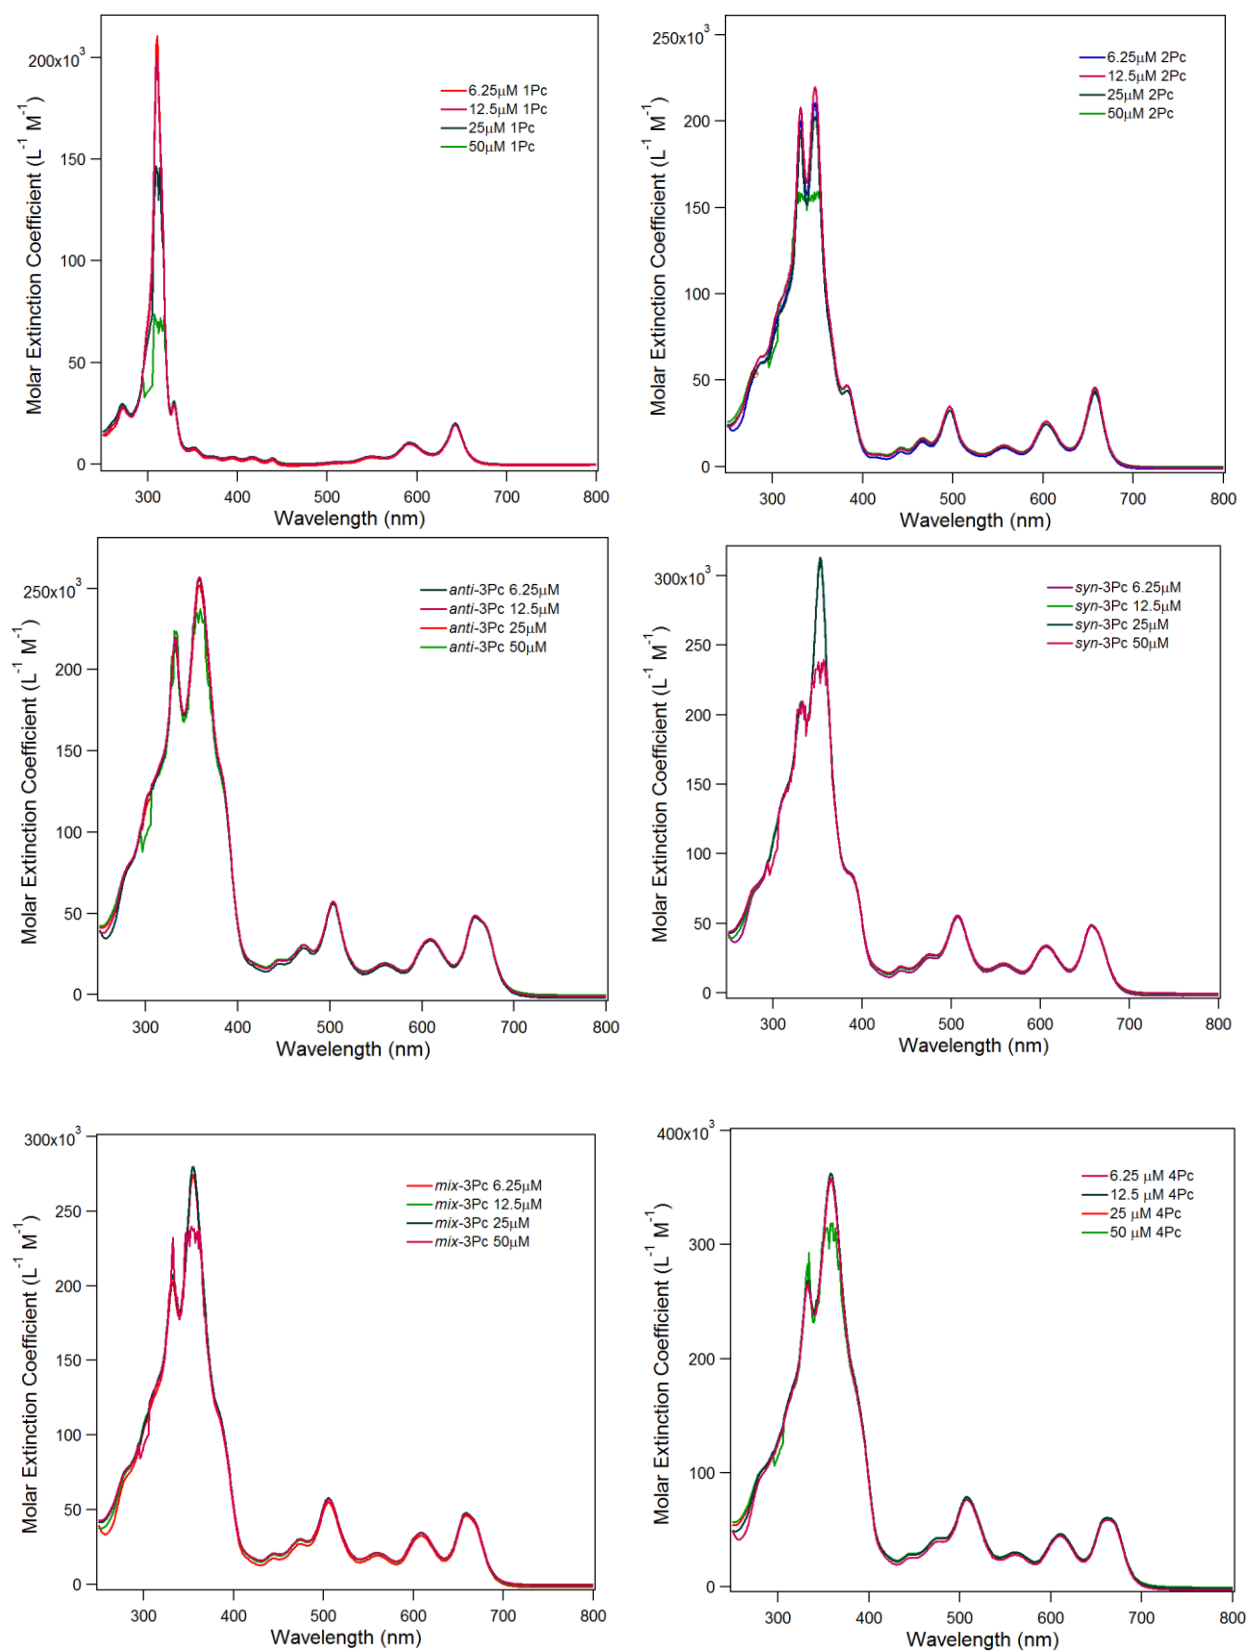 Molar Extinction Coefficient (L⁻¹ M⁻¹)
200x10³
150
100
50
0
6.25µM 1Pc
12.5µM 1Pc
25µM 1Pc
50µM 1Pc
300 400 500 600 700 800
Wavelength (nm)
Molar Extinction Coefficient (L⁻¹ M⁻¹)
250x10³
200
150
100
50
0
6.25µM 2Pc
12.5µM 2Pc
25µM 2Pc
50µM 2Pc
300 400 500 600 700 800
Wavelength (nm)
Molar Extinction Coefficient (L⁻¹ M⁻¹)
250x10³
200
150
100
50
0
anti-3Pc 6.25µM
anti-3Pc 12.5µM
anti-3Pc 25µM
anti-3Pc 50µM
300 400 500 600 700 800
Wavelength (nm)
Molar Extinction Coefficient (L⁻¹ M⁻¹)
300x10³
250
200
150
100
50
0
syn-3Pc 6.25µM
syn-3Pc 12.5µM
syn-3Pc 25µM
syn-3Pc 50µM
300 400 500 600 700 800
Wavelength (nm)
Molar Extinction Coefficient (L⁻¹ M⁻¹)
300x10³
250
200
150
100
50
0
mix-3Pc 6.25µM
mix-3Pc 12.5µM
mix-3Pc 25µM
mix-3Pc 50µM
300 400 500 600 700 800
Wavelength (nm)
Molar Extinction Coefficient (L⁻¹ M⁻¹)
400x10³
300
200
100
0
6.25 µM 4Pc
12.5 µM 4Pc
25 µM 4Pc
50 µM 4Pc
300 400 500 600 700 800
Wavelength (nm)